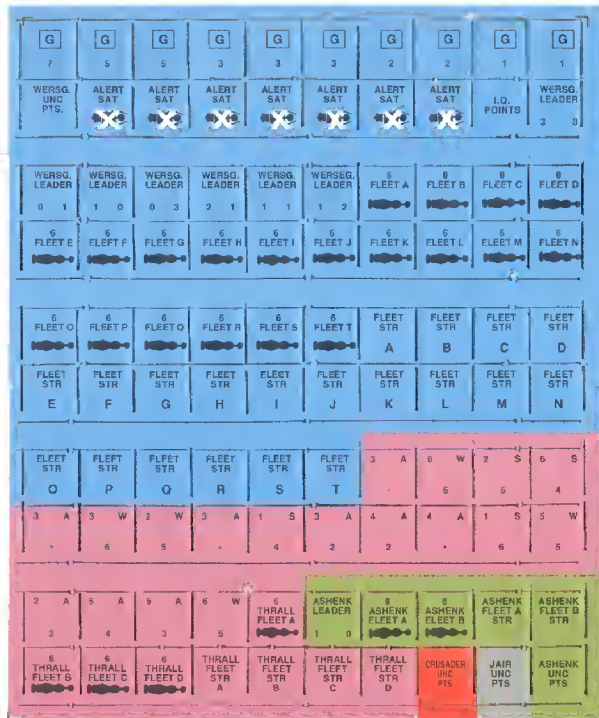 G G G G G G G G G G
7 5 5 3 3 3 2 2 1 1
WERSG. ALERT ALERT ALERT ALERT ALERT ALERT ALERT I.Q. WERSG.
UNC SAT SAT SAT SAT SAT SAT SAT POINTS LEADER
PTS. 3 3
WERSG. WERSG. WERSG. WERSG. WERSG. WERSEG. 6 8 8 8
LEADER LEADER LEADER LEADER LEADER LEADER FLEET A FLEET B FLEET C FLEET D
0 1 1 0 0 3 2 1 1 1 1 2
6 6 6 6 6 6 6 6 6 6
FLEET E FLEET F FLEET G FLEET H FLEET I FLEET J FLEET K FLEET L FLEET M FLEET N
6 6 6 6 6 6 FLEET FLEET FLEET FLEET
FLEET O FLEET P FLEET Q FLEET R FLEET S FLEET T STR STR STR STR
A B C D
FLEET FLEET FLEET FLEET FLEET FLEET FLEET FLEET FLEET FLEET
STR STR STR STR STR STR STR STR STR STR
E F G H I J K L M N
FLEET FLEET FLEET FLEET FLEET FLEET 3 A 6 W 2 S 5 S
STR STR STR STR STR STR
O P Q R S T - 5 5 4
3 A 3 W 2 W 3 A 1 S 3 A 4 A 4 A 1 S 5 W
- 6 5 - 4 2 2 - 6 5
2 A 5 A 5 A 6 W 6 ASHENK 6 6 ASHENK ASHENK
THRALL LEADER ASHENK ASHENK FLEET A FLEET B
2 4 3 5 FLEET A 1 0 FLEET A FLEET B STR STR
6 6 6 THRALL THRALL THRALL THRALL CRUSADER JAIR ASHENK
THRALL THRALL THRALL FLEET FLEET FLEET FLEET UNC UNC UNC
FLEET B FLEET C FLEET D STR STR STR STR PTS PTS PTS
A B C D